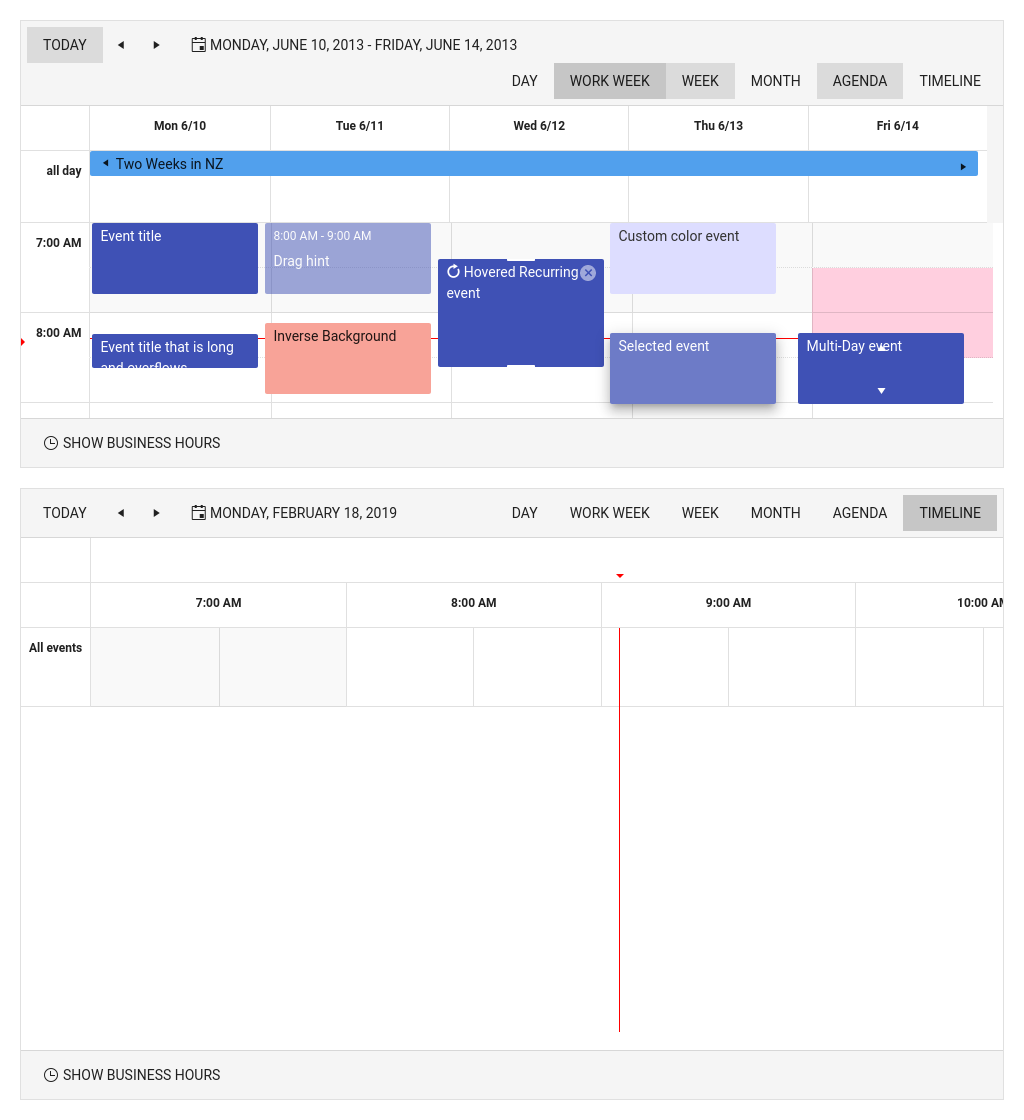 TODAY MONDAY, JUNE 10, 2013 - FRIDAY, JUNE 14, 2013
DAY WORK WEEK WEEK MONTH AGENDA TIMELINE
Mon 6/10 Tue 6/11 Wed 6/12 Thu 6/13 Fri 6/14
all day
Two Weeks in NZ
7:00 AM
8:00 AM
Event title
Event title that is long
and overflows
8:00 AM - 9:00 AM
Drag hint
Inverse Background
Hovered Recurring
event
Custom color event
Selected event
Multi-Day event
SHOW BUSINESS HOURS
TODAY MONDAY, FEBRUARY 18, 2019 DAY WORK WEEK WEEK MONTH AGENDA TIMELINE
7:00 AM 8:00 AM 9:00 AM 10:00 AM
All events
SHOW BUSINESS HOURS